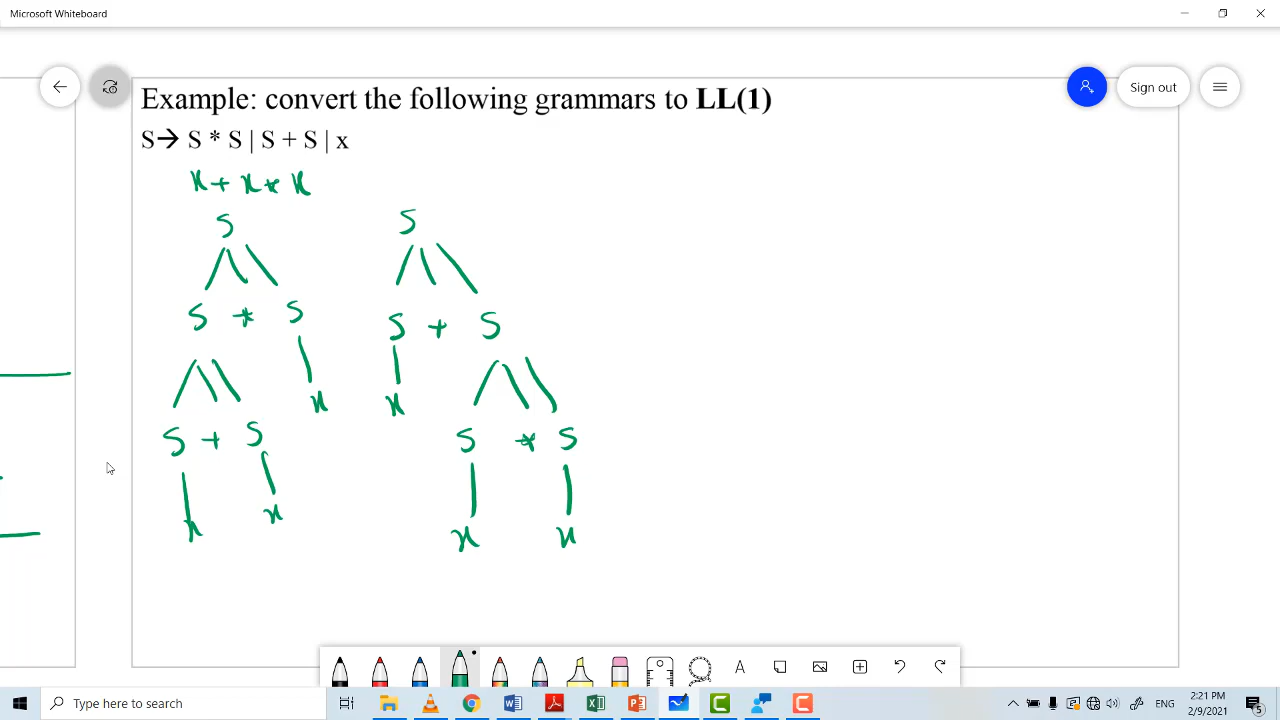 Microsoft Whiteboard
Sign out
Example: convert the following grammars to LL(1)
S→ S * S | S + S | x
x + x * x
S S
S * S S + S
x x
S + S S * S
x x x x
A
Type here to search
2:21 PM
2/9/2021
5